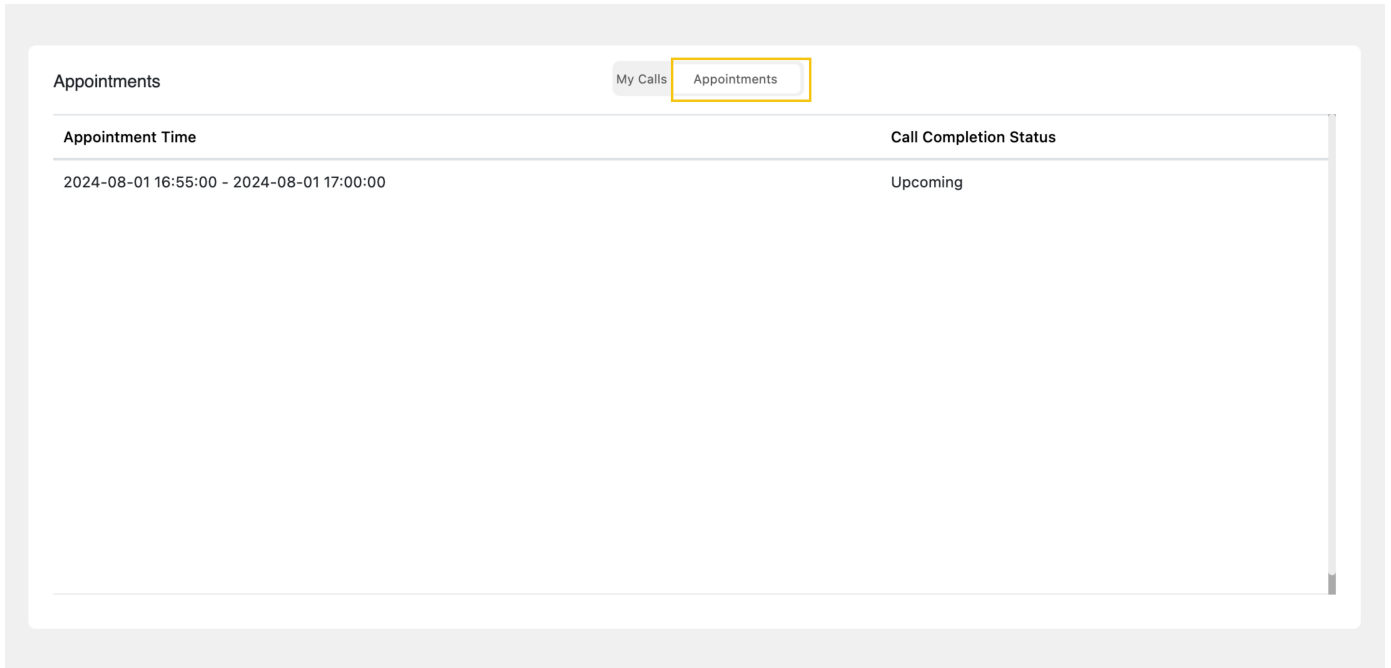 Appointments
My Calls Appointments
Appointment Time Call Completion Status
2024-08-01 16:55:00 - 2024-08-01 17:00:00 Upcoming